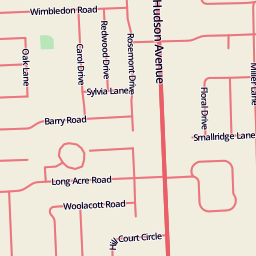 Wimbledon Road
Hudson Avenue
Oak Lane
Carol Drive
Redwood Drive
Rosemont Drive
Miller Lane
Sylvia Lane
Floral Drive
Barry Road
Smallridge Lane
Long Acre Road
Woolacott Road
Court Circle